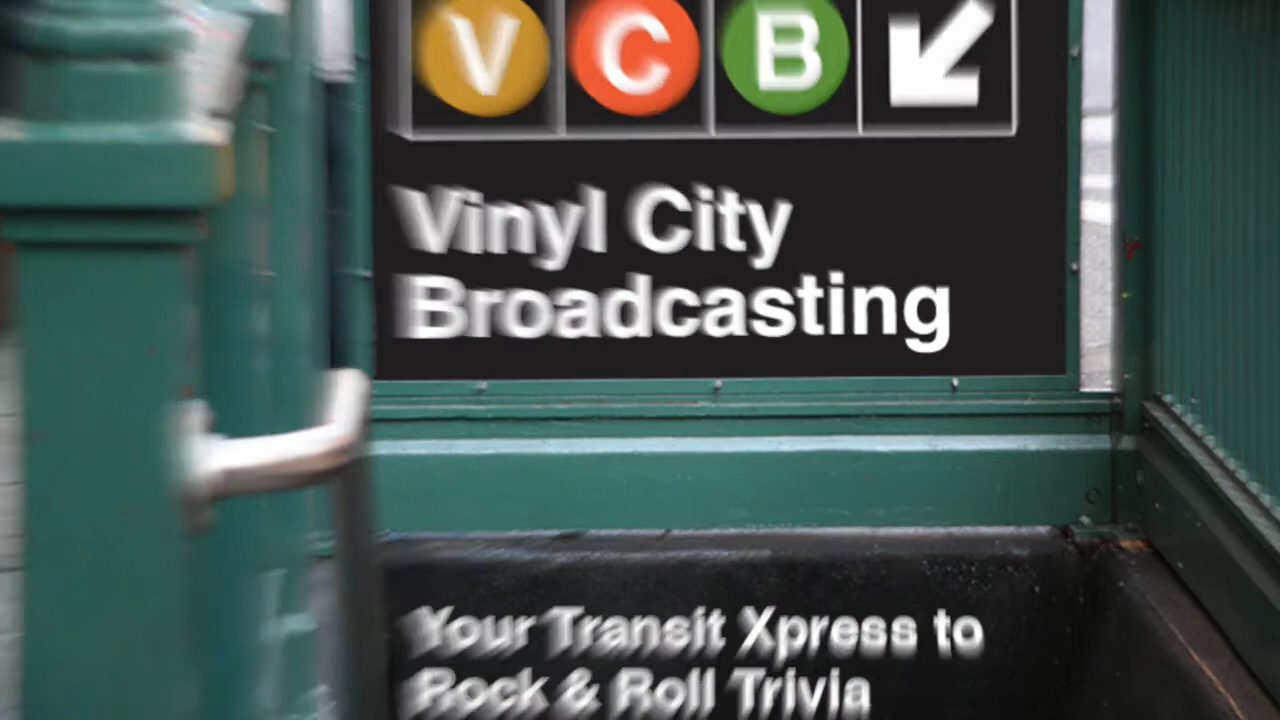 V C B
Vinyl City
Broadcasting
Your Transit Xpress to
Rock & Roll Trivia